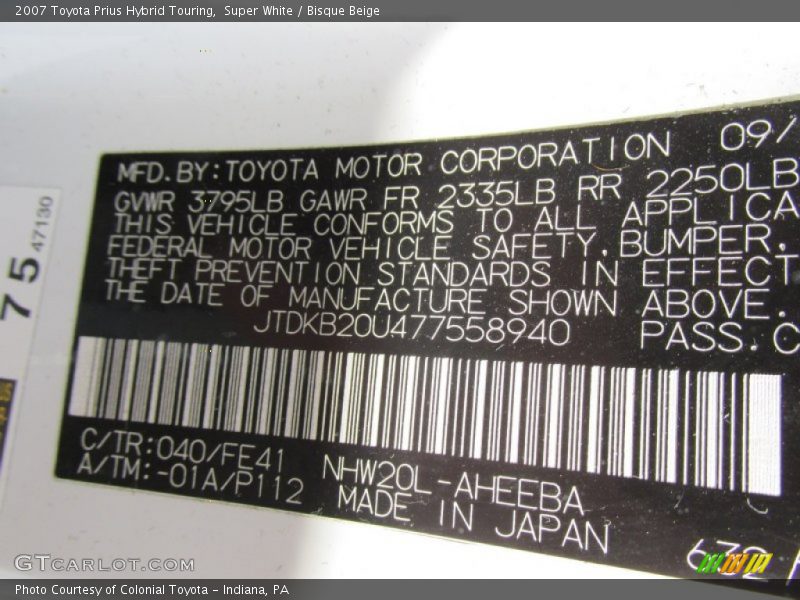 2007 Toyota Prius Hybrid Touring,  Super White / Bisque Beige
MFD. BY: TOYOTA MOTOR CORPORATION 09/
GVWR 3795LB GAWR FR 2335LB RR 2250LB
THIS VEHICLE CONFORMS TO ALL APPLICA
FEDERAL MOTOR VEHICLE SAFETY, BUMPER,
THEFT PREVENTION STANDARDS IN EFFECT
THE DATE OF MANUFACTURE SHOWN ABOVE.
JTDKB20U477558940 PASS. C
C/TR: 040/FE41
A/TM: -01A/P112
NHW20L-AHEEBA
MADE IN JAPAN
632
75
47130
GTCARLOT.COM
Photo Courtesy of Colonial Toyota - Indiana, PA